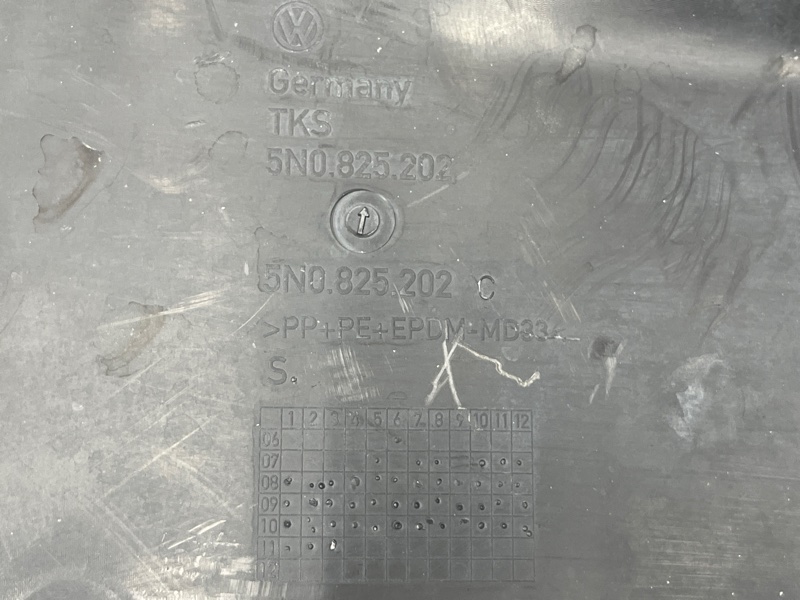 Germany
TKS
5N0.825.202
5N0.825.202 C
>PP+PE+EPDM-MD33<
S.
1 2 3 4 5 6 7 8 9 10 11 12
06
07
08
09
10
11